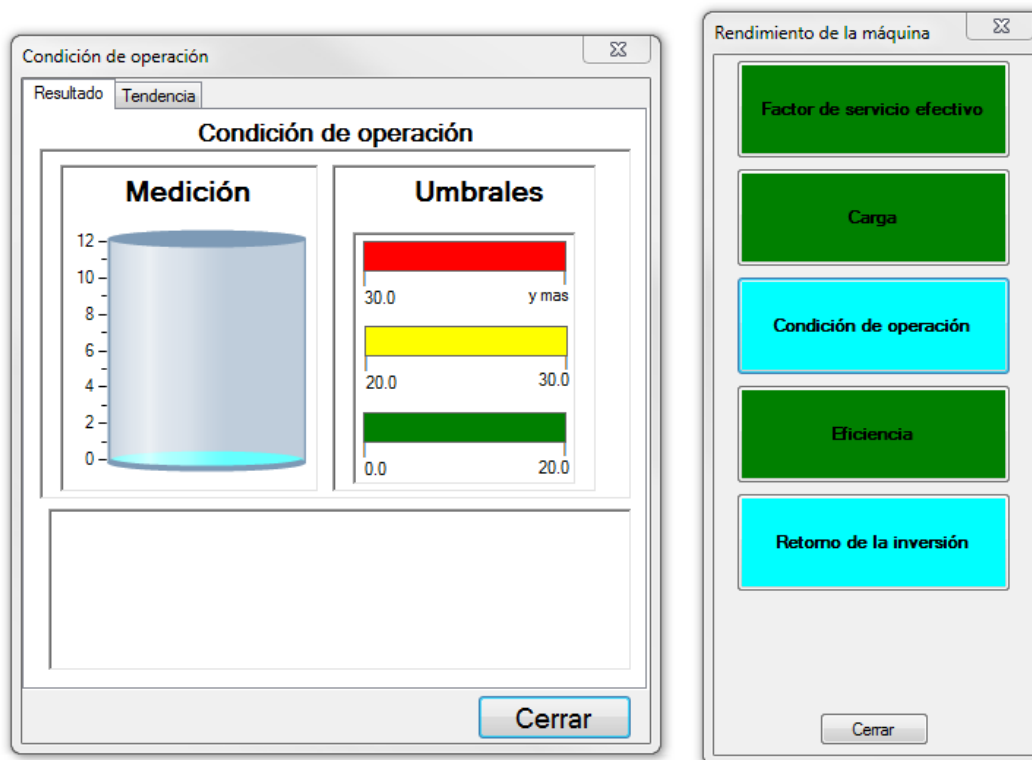 Condición de operación
Resultado
Tendencia
Condición de operación
Medición
12
10
8
6
4
2
0
Umbrales
30.0
y mas
20.0
30.0
0.0
20.0
Cerrar
Rendimiento de la máquina
Factor de servicio efectivo
Carga
Condición de operación
Eficiencia
Retorno de la inversión
Cerrar